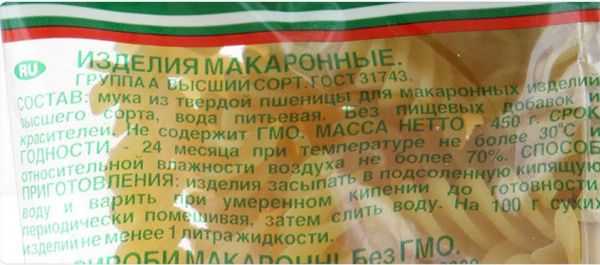 RU
ИЗДЕЛИЯ МАКАРОННЫЕ.
ГРУППА А ВЫСШИЙ СОРТ. ГОСТ 31743.
СОСТАВ: мука из твердой пшеницы для макаронных изделий
высшего сорта, вода питьевая. Без пищевых добавок и
красителей. Не содержит ГМО. МАССА НЕТТО - 450 г. СРОК
ГОДНОСТИ - 24 месяца при температуре не более 30°С и
относительной влажности воздуха не более 70%. СПОСОБ
ПРИГОТОВЛЕНИЯ: изделия засыпать в подсоленную кипящую
воду и варить при умеренном кипении до готовности,
периодически помешивая, затем слить воду. На 100 г сухих
изделий не менее 1 литра жидкости.
ВИРОБИ МАКАРОННІ. Без ГМО.